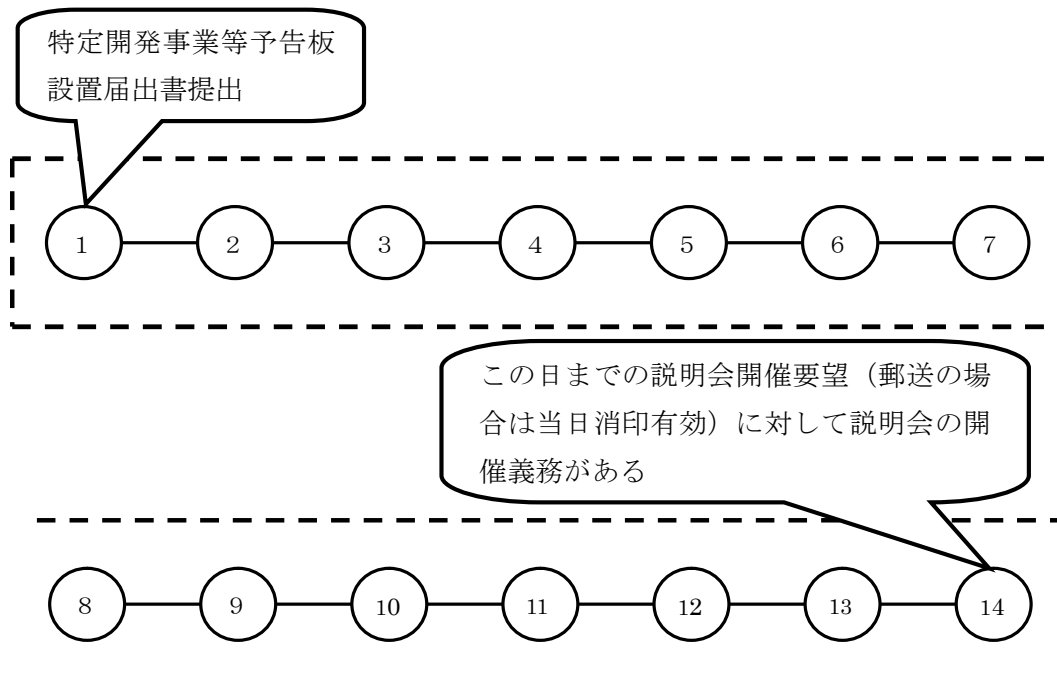 特定開発事業等予告板
設置届出書提出
1 2 3 4 5 6 7
この日までの説明会開催要望（郵送の場
合は当日消印有効）に対して説明会の開
催義務がある
8 9 10 11 12 13 14